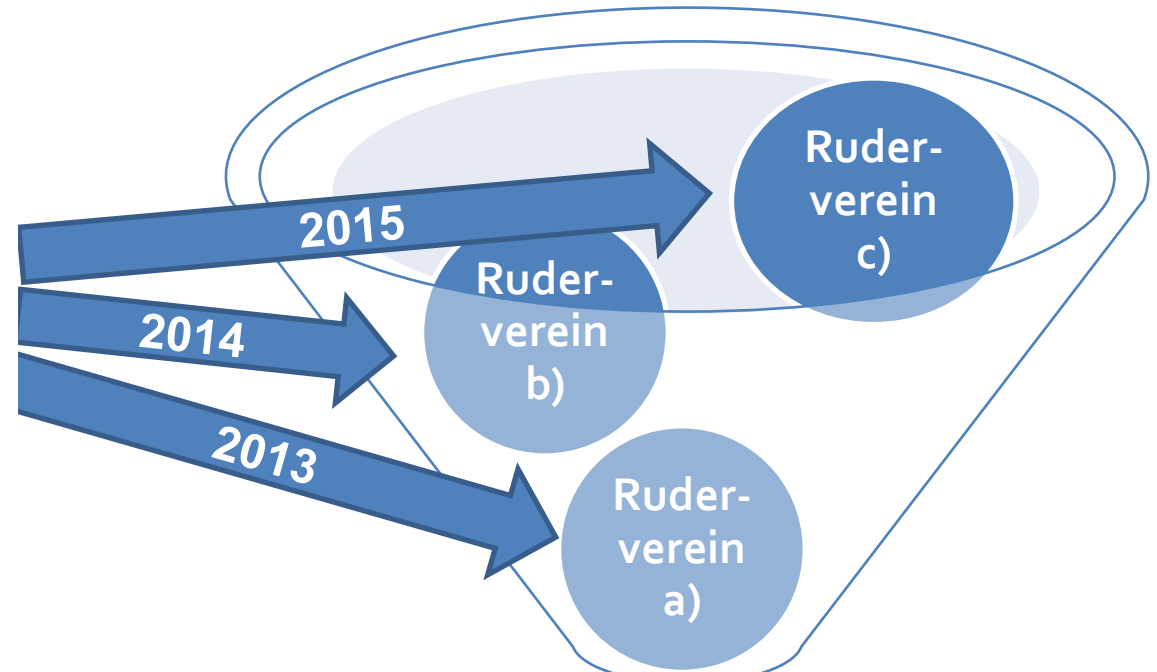 Ruder-
verein
c)
2015
Ruder-
verein
b)
2014
2013
Ruder-
verein
a)